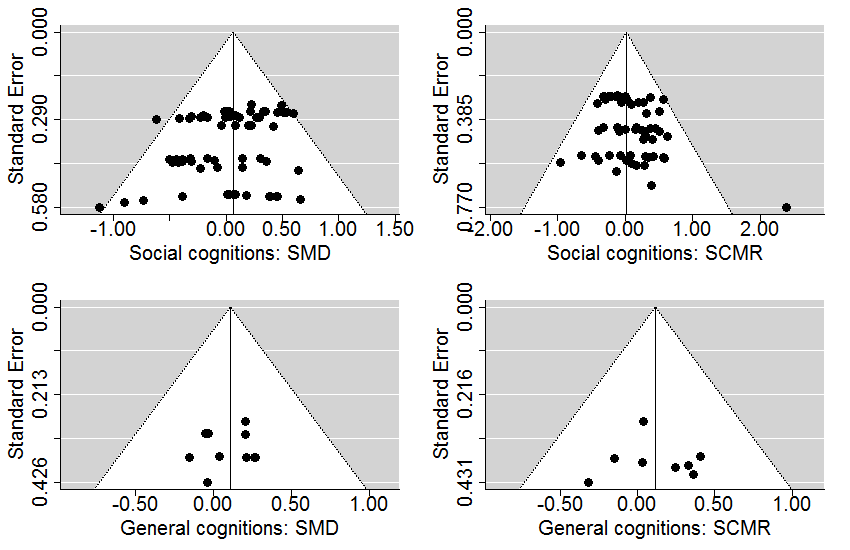 0.000
0.290
0.580
Standard Error
-1.00 0.00 0.50 1.00 1.50
Social cognitions: SMD
0.000
0.385
0.770
Standard Error
-2.00 -1.00 0.00 1.00 2.00
Social cognitions: SCMR
0.000
0.213
0.426
Standard Error
-0.50 0.00 0.50 1.00
General cognitions: SMD
0.000
0.216
0.431
Standard Error
-0.50 0.00 0.50 1.00
General cognitions: SCMR